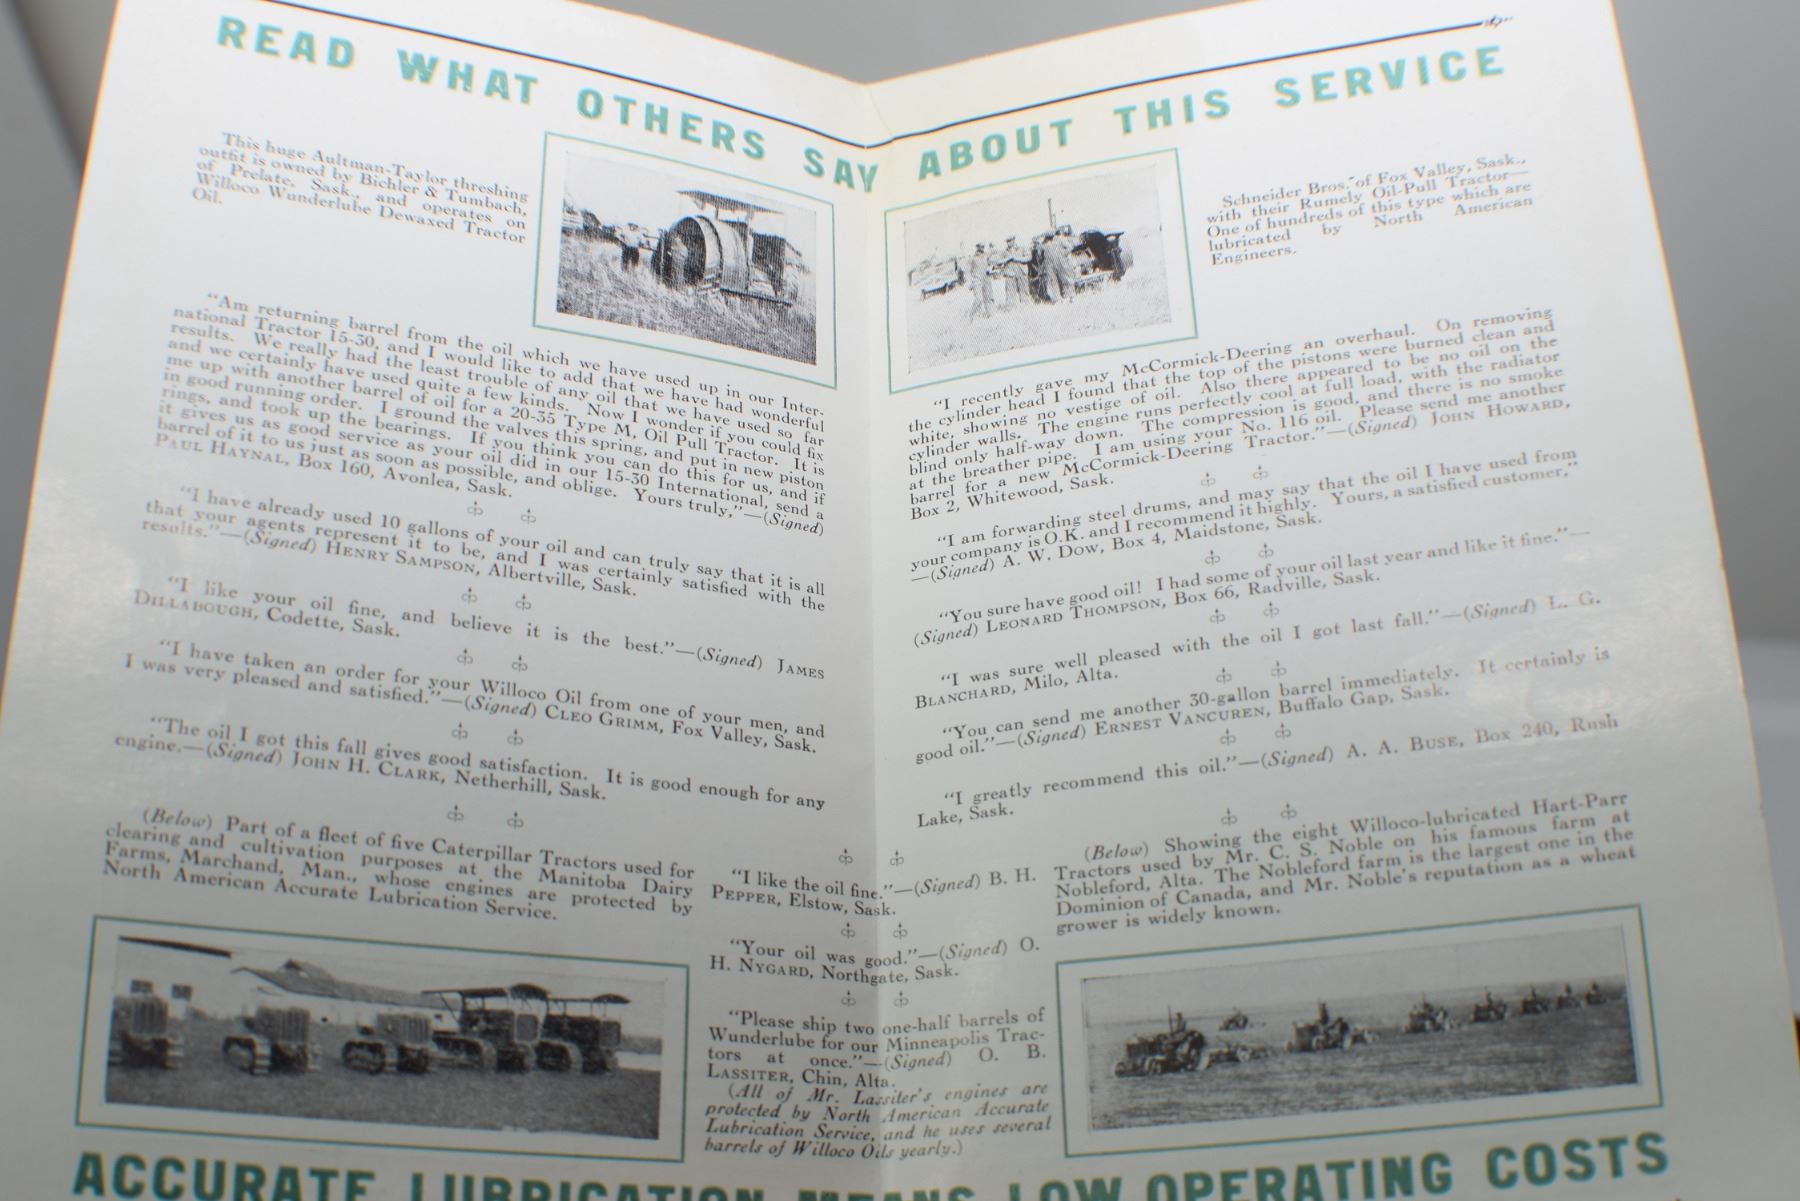 READ WHAT OTHERS SAY ABOUT THIS SERVICE
This huge Aultman-Taylor threshing
outfit is owned by Bichler & Tumbach,
of Prelate, Sask., and operates on
Willoco Wunderlube Dewaxed Tractor
Oil.
"Am returning barrel from the oil which we have used up in our Inter-
national Tractor 15-30, and I would like to add that we have had wonderful
results. We really had the least trouble of any oil that we have used so far
and we certainly have used quite a few kinds. Now I wonder if you could fix
me up with another barrel of oil for a 20-35 Type M, Oil Pull Tractor. It is
in good running order. I ground the valves this spring, and put in new piston
rings, and took up the bearings. If you think you can do this for us, and if
it gives us as good service as your oil did in our 15-30 International, send a
barrel of it to us just as soon as possible, and oblige. Yours truly,"—(Signed)
PAUL HAYNAL, Box 160, Avonlea, Sask.
"I have already used 10 gallons of your oil and can truly say that it is all
that your agents represent it to be, and I was certainly satisfied with the
results."—(Signed) HENRY SAMPSON, Albertville, Sask.
"I like your oil fine, and believe it is the best."—(Signed) JAMES
DILLABOUGH, Codette, Sask.
"I have taken an order for your Willoco Oil from one of your men, and
I was very pleased and satisfied."—(Signed) CLEO GRIMM, Fox Valley, Sask.
"The oil I got this fall gives good satisfaction. It is good enough for any
engine.—(Signed) JOHN H. CLARK, Netherhill, Sask.
(Below) Part of a fleet of five Caterpillar Tractors used for
clearing and cultivation purposes at the Manitoba Dairy
Farms, Marchand, Man., whose engines are protected by
North American Accurate Lubrication Service.
Schneider Bros. of Fox Valley, Sask.,
with their Rumely Oil-Pull Tractor—
One of hundreds of this type which are
lubricated by North American
Engineers.
"I recently gave my McCormick-Deering an overhaul. On removing
the cylinder head I found that the top of the pistons were burned clean and
white, showing no vestige of oil. Also there appeared to be no oil on the
cylinder walls. The engine runs perfectly cool at full load, with the radiator
blind only half-way down. The compression is good, and there is no smoke
at the breather pipe. I am using your No. 116 oil. Please send me another
barrel for a new McCormick-Deering Tractor."—(Signed) JOHN HOWARD,
Box 2, Whitewood, Sask.
"I am forwarding steel drums, and may say that the oil I have used from
your company is O.K. and I recommend it highly. Yours, a satisfied customer,"
—(Signed) A. W. DOW, Box 4, Maidstone, Sask.
"You sure have good oil! I had some of your oil last year and like it fine."—
(Signed) LEONARD THOMPSON, Box 66, Radville, Sask.
"I was sure well pleased with the oil I got last fall."—(Signed) L. G.
BLANCHARD, Milo, Alta.
"You can send me another 30-gallon barrel immediately. It certainly is
good oil."—(Signed) ERNEST VANCUREN, Buffalo Gap, Sask.
"I greatly recommend this oil."—(Signed) A. A. BUSE, Box 240, Rush
Lake, Sask.
"I like the oil fine."—(Signed) B. H.
PEPPER, Elstow, Sask.
"Your oil was good."—(Signed) O.
H. NYGARD, Northgate, Sask.
"Please ship two one-half barrels of
Wunderlube for our Minneapolis Trac-
tors at once."—(Signed) O. B.
LASSITER, Chin, Alta.
(All of Mr. Lassiter's engines are
protected by North American Accurate
Lubrication Service, and he uses several
barrels of Willoco Oils yearly.)
(Below) Showing the eight Willoco-lubricated Hart-Parr
Tractors used by Mr. C. S. Noble on his famous farm at
Nobleford, Alta. The Nobleford farm is the largest one in the
Dominion of Canada, and Mr. Noble's reputation as a wheat
grower is widely known.
ACCURATE LUBRICATION MEANS LOW OPERATING COSTS